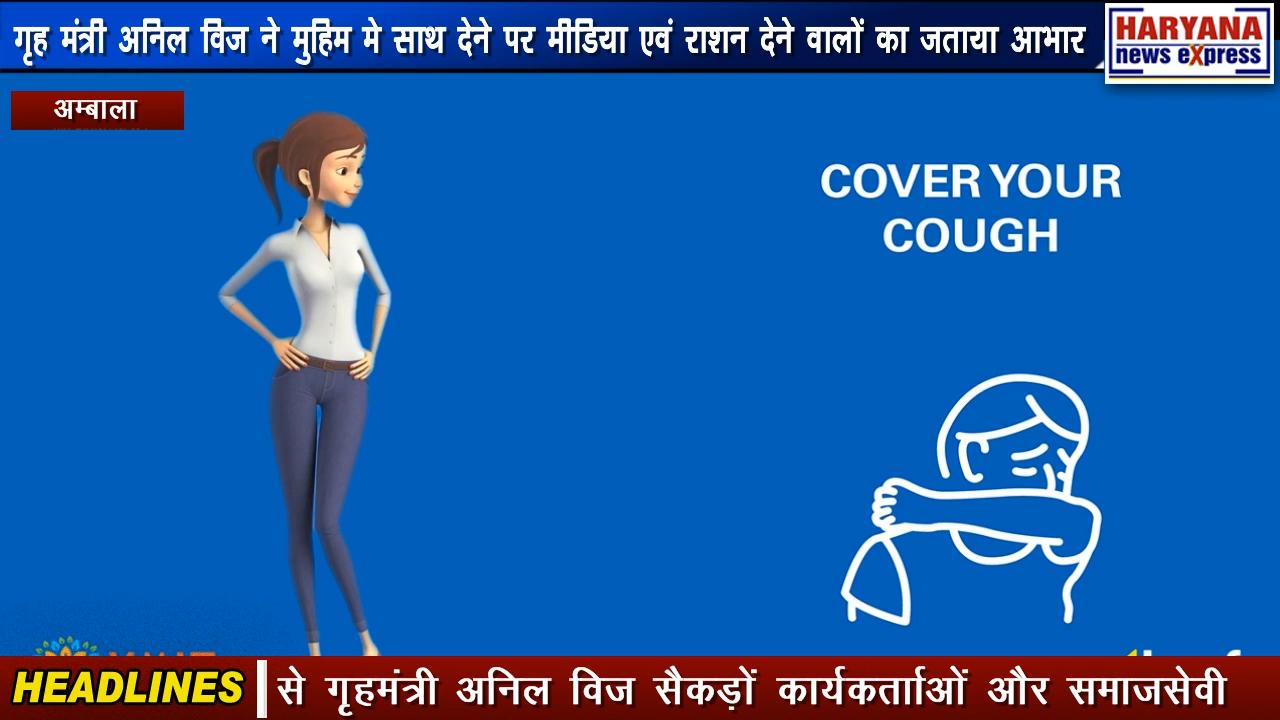 गृह मंत्री अनिल विज ने मुहिम मे साथ देने पर मीडिया एवं राशन देने वालों का जताया आभार
HARYANA
news eXpress
अम्बाला
COVER YOUR
COUGH
HEADLINES
से गृहमंत्री अनिल विज सैकड़ों कार्यकर्तााओं और समाजसेवी